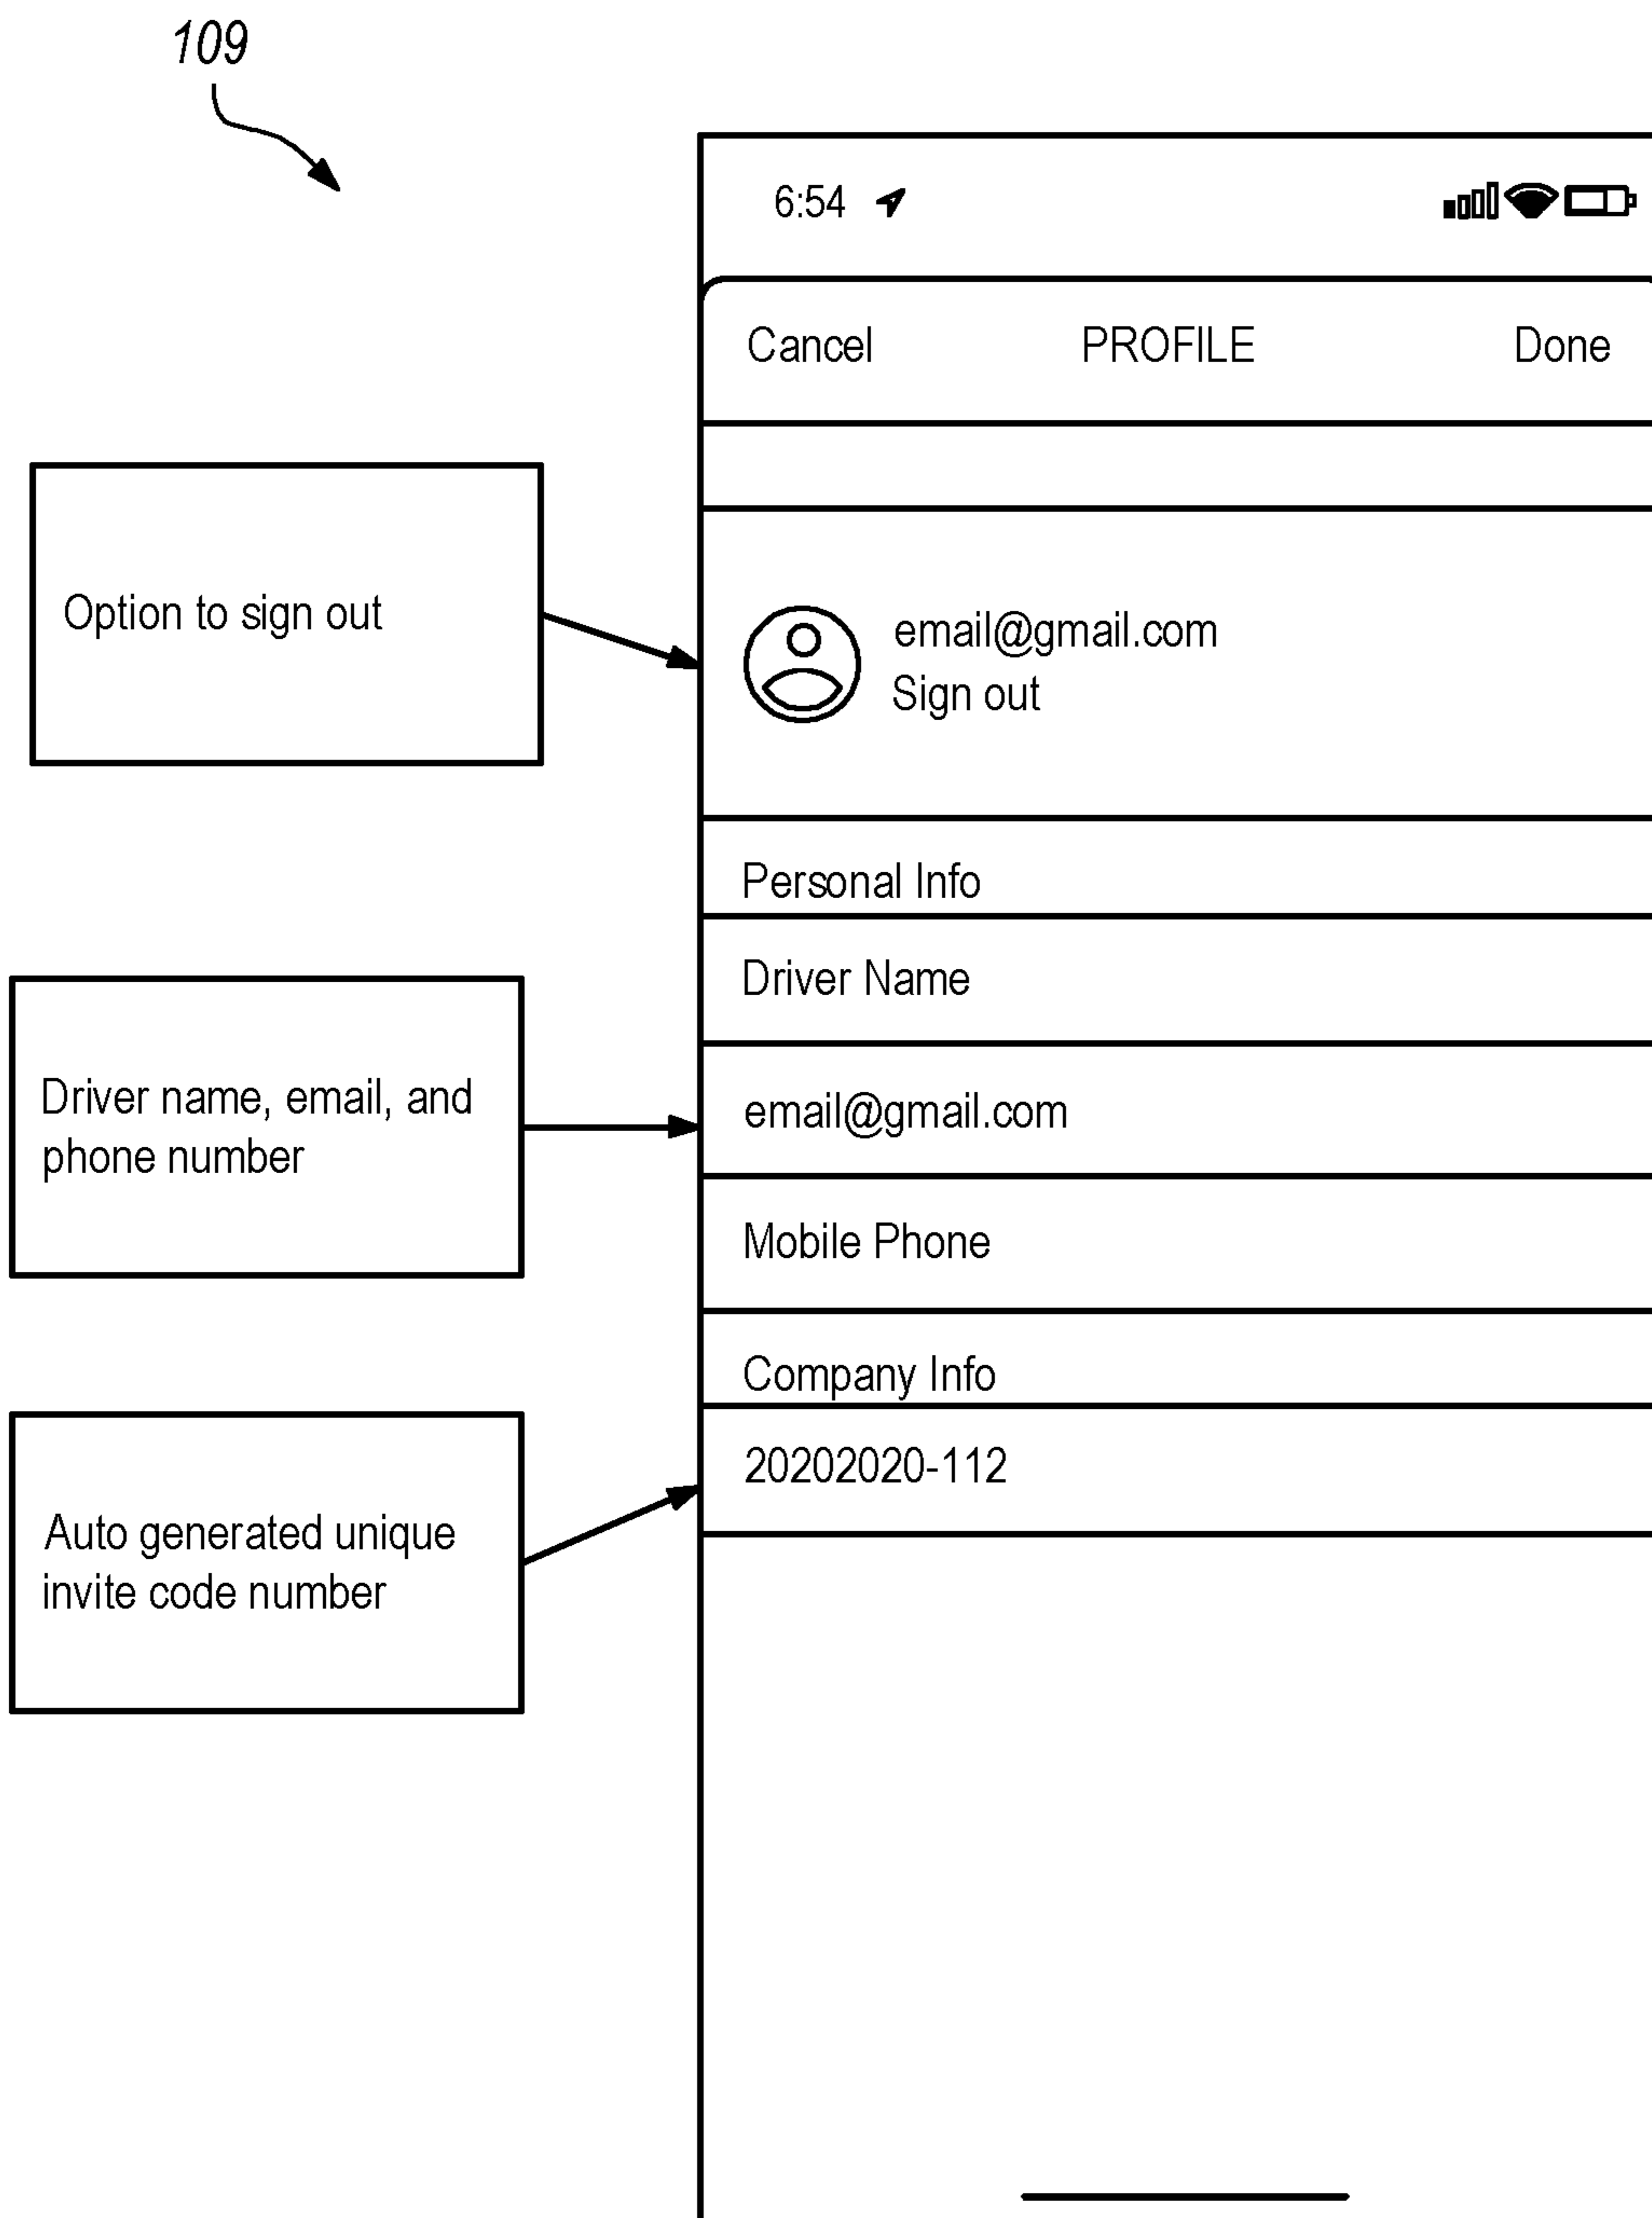 109
6:54
Cancel PROFILE Done
Option to sign out
email@gmail.com
Sign out
Personal Info
Driver Name
Driver name, email, and
phone number
email@gmail.com
Mobile Phone
Company Info
20202020-112
Auto generated unique
invite code number